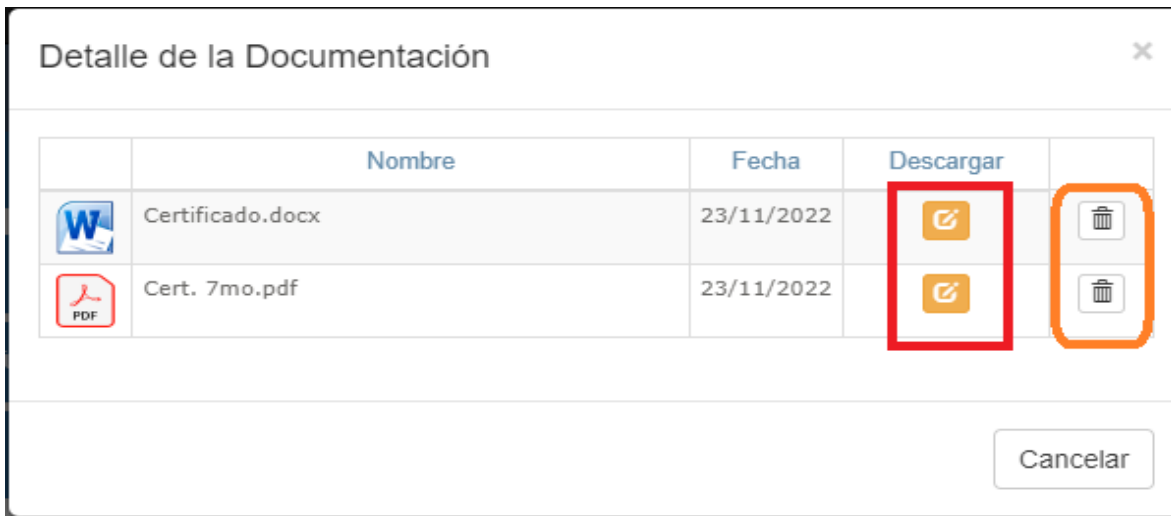 Detalle de la Documentación ×
Nombre Fecha Descargar
W Certificado.docx 23/11/2022
PDF Cert. 7mo.pdf 23/11/2022
Cancelar